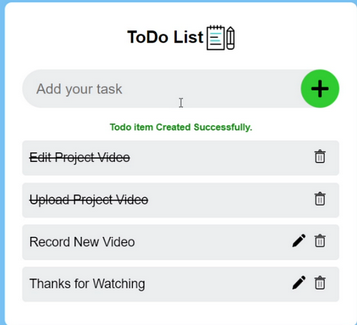 ToDo List
Add your task
Todo item Created Successfully.
Edit Project Video
Upload Project Video
Record New Video
Thanks for Watching